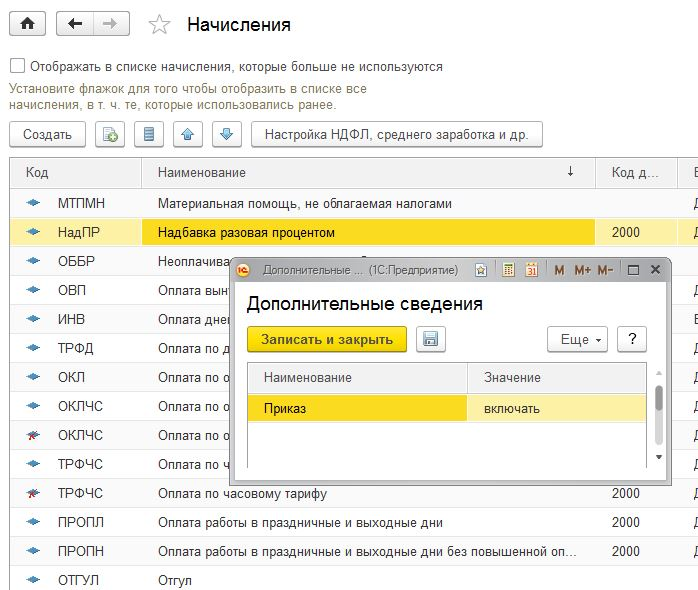 Начисления
Отображать в списке начисления, которые больше не используются
Установите флажок для того чтобы отобразить в списке все
начисления, в т. ч. те, которые использовались ранее.
Создать
Настройка НДФЛ, среднего заработка и др.
Код Наименование ↓ Код д...
МТПМН Материальная помощь, не облагаемая налогами
НадПР Надбавка разовая процентом 2000
ОББР Неоплачива
ОВП Оплата вын
ИНВ Оплата дне
ТРФД Оплата по д
ОКЛ Оплата по о
ОКЛЧС Оплата по о
ОКЛЧС Оплата по о
ТРФЧС Оплата по ч
ТРФЧС Оплата по часовому тарифу 2000
ПРОПЛ Оплата работы в праздничные и выходные дни 2000
ПРОПН Оплата работы в праздничные и выходные дни без повышенной оп... 2000
ОТГУЛ Отгул
1С Дополнительные ... (1С:Предприятие) 31 M M+ M-
Дополнительные сведения
Записать и закрыть Еще ?
Наименование Значение
Приказ включать